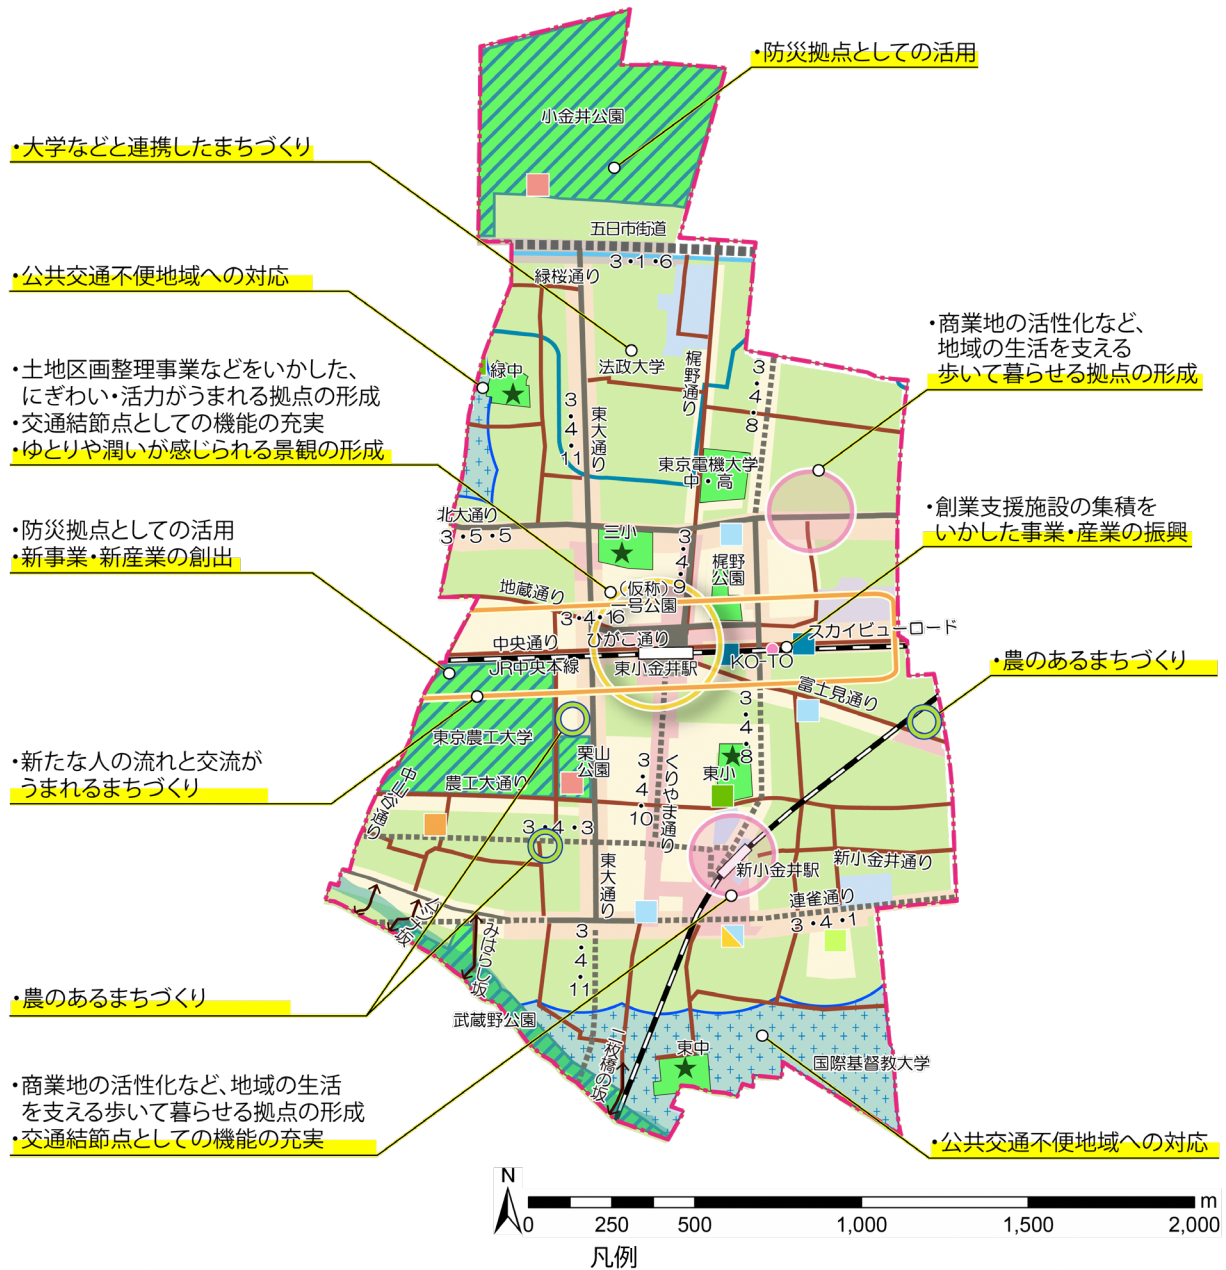 ・防災拠点としての活用
小金井公園
・大学などと連携したまちづくり
五日市街道
3・1・6
緑桜通り
・公共交通不便地域への対応
・商業地の活性化など、
地域の生活を支える
歩いて暮らせる拠点の形成
法政大学
梶野通り
3・4・8
緑中
・土地区画整理事業などをいかした、
にぎわい・活力がうまれる拠点の形成
・交通結節点としての機能の充実
・ゆとりや潤いが感じられる景観の形成
3・4・11
東大通り
東京電機大学
中・高
北大通り
3・5・5
・創業支援施設の集積を
いかした事業・産業の振興
・防災拠点としての活用
・新事業・新産業の創出
三小
3・4・9
梶野
公園
地蔵通り
（仮称）
一号公園
3・4・16
ひがこ通り
スカイビューロード
中央通り
JR中央本線
東小金井駅
KO-TO
・農のあるまちづくり
富士見通り
3・4・8
東京農工大学
栗山
公園
・新たな人の流れと交流が
うまれるまちづくり
農工大通り
中山谷通り
3・4・10
くりやま通り
東小
3・4・3
東大通り
新小金井駅
新小金井通り
連雀通り
3・4・1
ムジナ坂
みはらし坂
3・4・11
・農のあるまちづくり
武蔵野公園
二枚橋の坂
東中
国際基督教大学
・商業地の活性化など、地域の生活
を支える歩いて暮らせる拠点の形成
・交通結節点としての機能の充実
・公共交通不便地域への対応
N
0 250 500 1,000 1,500 2,000
m
凡例